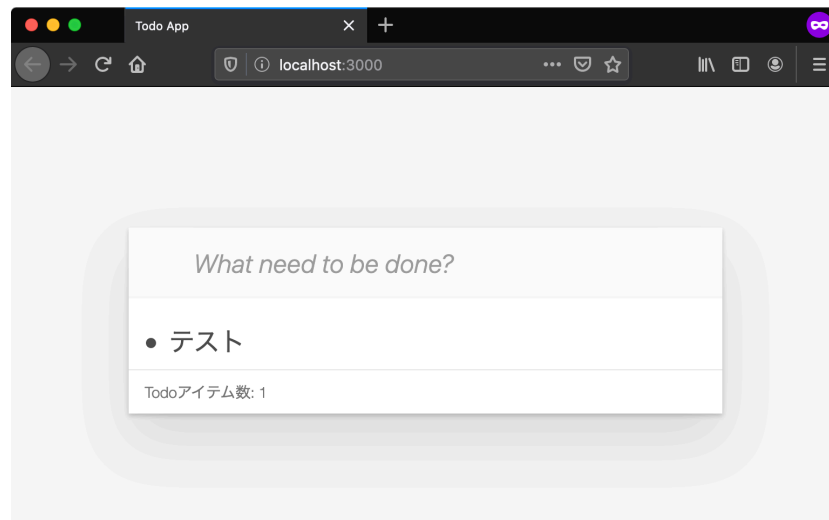 Todo App
localhost:3000
What need to be done?
● テスト
Todoアイテム数: 1